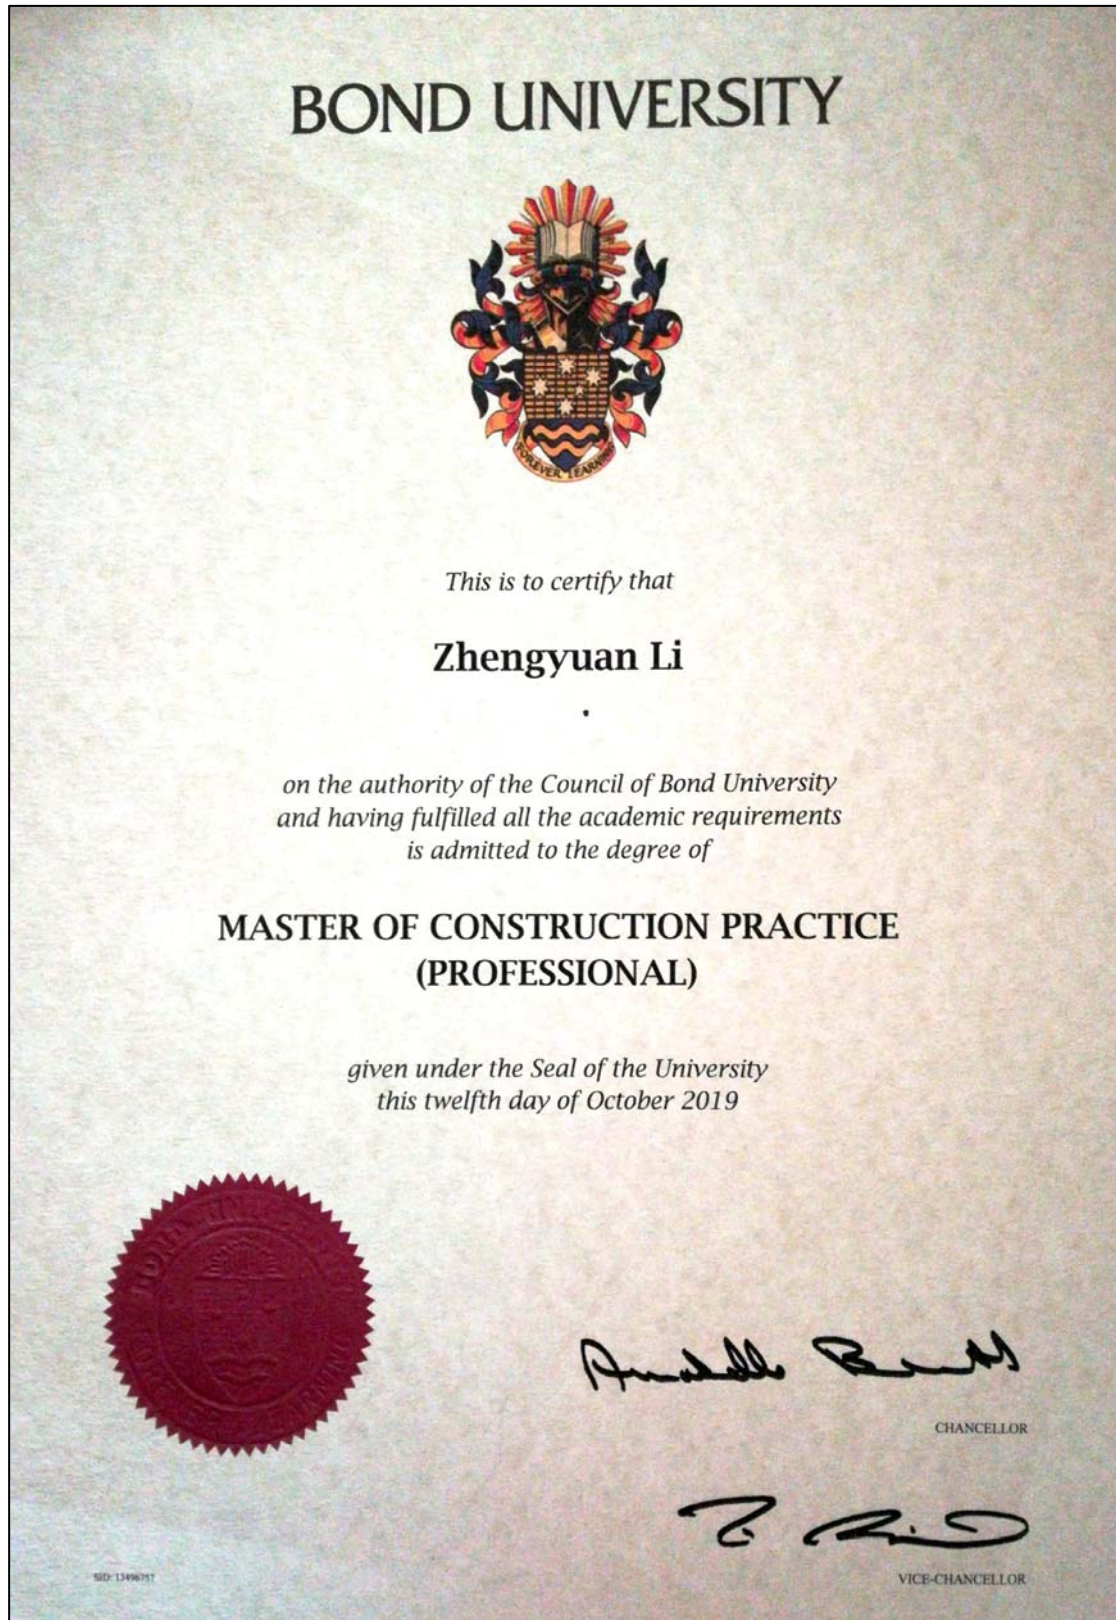 BOND UNIVERSITY
FOREVER LEARNING
This is to certify that
Zhengyuan Li
on the authority of the Council of Bond University
and having fulfilled all the academic requirements
is admitted to the degree of
MASTER OF CONSTRUCTION PRACTICE
(PROFESSIONAL)
given under the Seal of the University
this twelfth day of October 2019
CHANCELLOR
SID: 13496757
VICE-CHANCELLOR